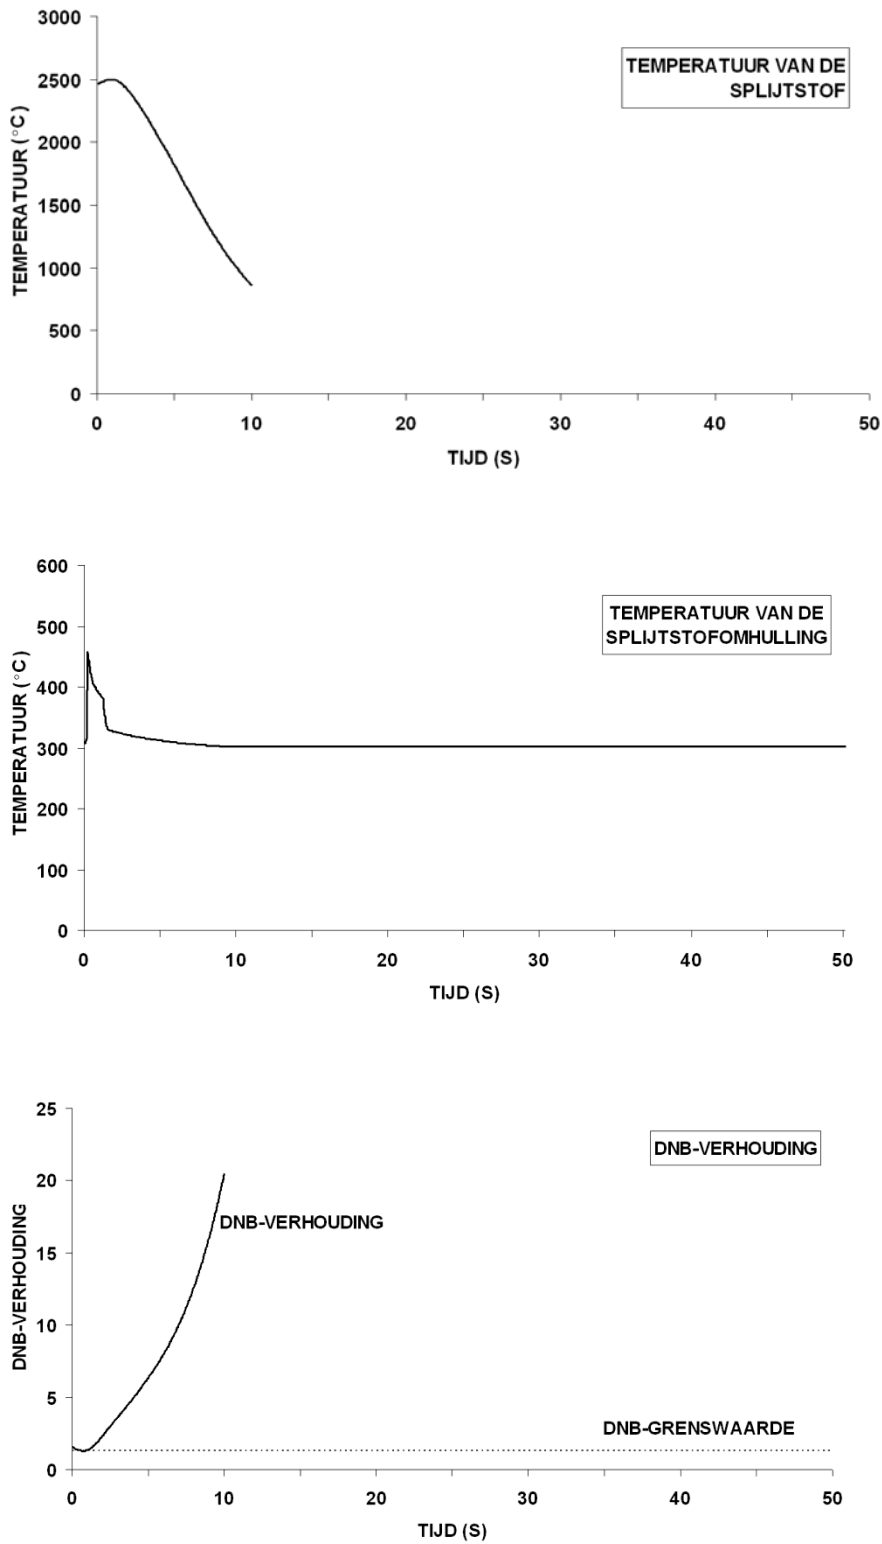 3000
2500
2000
1500
1000
500
0
TEMPERATUUR (°C)
TEMPERATUUR VAN DE
SPLIJTSTOF
0 10 20 30 40 50
TIJD (S)
600
500
400
300
200
100
0
TEMPERATUUR (°C)
TEMPERATUUR VAN DE
SPLIJTSTOFOMHULLING
0 10 20 30 40 50
TIJD (S)
25
20
15
10
5
0
DNB-VERHOUDING
DNB-VERHOUDING
DNB-VERHOUDING
DNB-GRENSWAARDE
0 10 20 30 40 50
TIJD (S)